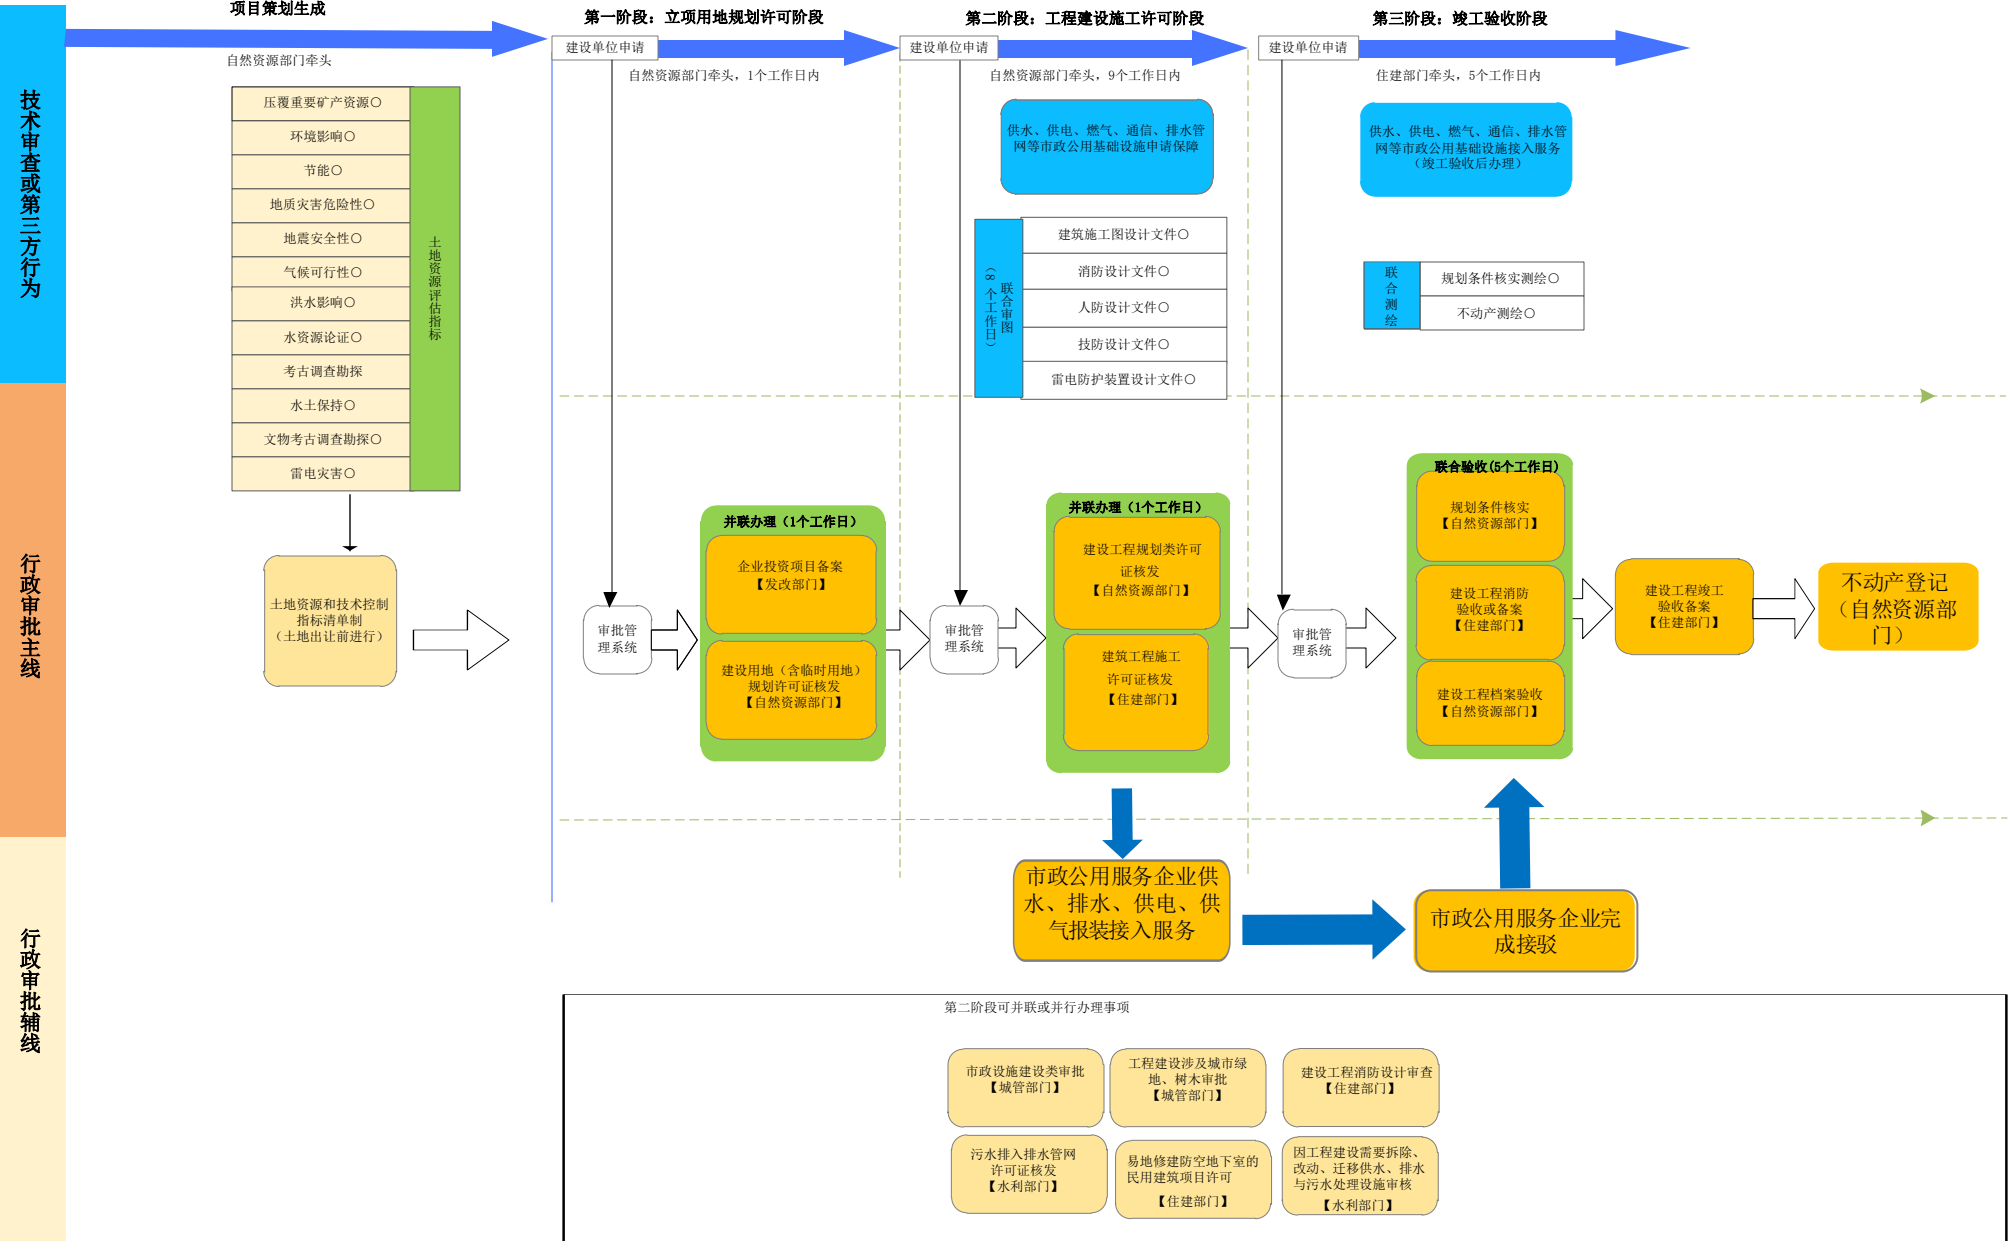 项目策划生成
第一阶段：立项用地规划许可阶段
第二阶段：工程建设施工许可阶段
第三阶段：竣工验收阶段
建设单位申请
建设单位申请
建设单位申请
自然资源部门牵头
自然资源部门牵头，1个工作日内
自然资源部门牵头，9个工作日内
住建部门牵头，5个工作日内
技术审查或第三方行为
压覆重要矿产资源○
环境影响○
节能○
地质灾害危险性○
地震安全性○
气候可行性○
洪水影响○
水资源论证○
考古调查勘探
水土保持○
文物考古调查勘探○
雷电灾害○
土地资源评估指标
供水、供电、燃气、通信、排水管
网等市政公用基础设施申请保障
供水、供电、燃气、通信、排水管
网等市政公用基础设施接入服务
（竣工验收后办理）
联合审图
（8个工作日）
建筑施工图设计文件○
消防设计文件○
人防设计文件○
技防设计文件○
雷电防护装置设计文件○
联合测绘
规划条件核实测绘○
不动产测绘○
行政审批主线
土地资源和技术控制
指标清单制
（土地出让前进行）
审批管
理系统
并联办理（1个工作日）
企业投资项目备案
【发改部门】
建设用地（含临时用地）
规划许可证核发
【自然资源部门】
审批管
理系统
并联办理（1个工作日）
建设工程规划类许可
证核发
【自然资源部门】
建筑工程施工
许可证核发
【住建部门】
审批管
理系统
联合验收(5个工作日)
规划条件核实
【自然资源部门】
建设工程消防
验收或备案
【住建部门】
建设工程档案验收
【自然资源部门】
建设工程竣工
验收备案
【住建部门】
不动产登记
（自然资源部
门）
行政审批辅线
市政公用服务企业供
水、排水、供电、供
气报装接入服务
市政公用服务企业完
成接驳
第二阶段可并联或并行办理事项
市政设施建设类审批
【城管部门】
工程建设涉及城市绿
地、树木审批
【城管部门】
建设工程消防设计审查
【住建部门】
污水排入排水管网
许可证核发
【水利部门】
易地修建防空地下室的
民用建筑项目许可
【住建部门】
因工程建设需要拆除、
改动、迁移供水、排水
与污水处理设施审核
【水利部门】